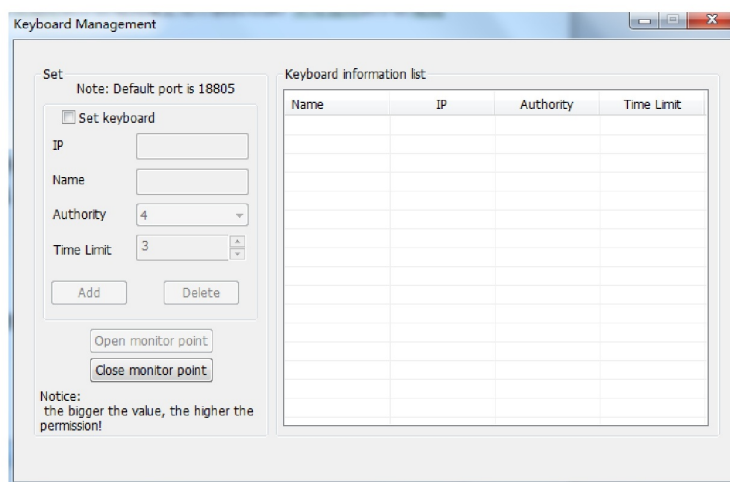 Keyboard Management
Set
Note: Default port is 18805
Set keyboard
IP
Name
Authority 4
Time Limit 3
Add Delete
Open monitor point
Close monitor point
Notice:
the bigger the value, the higher the
permission!
Keyboard information list
Name IP Authority Time Limit